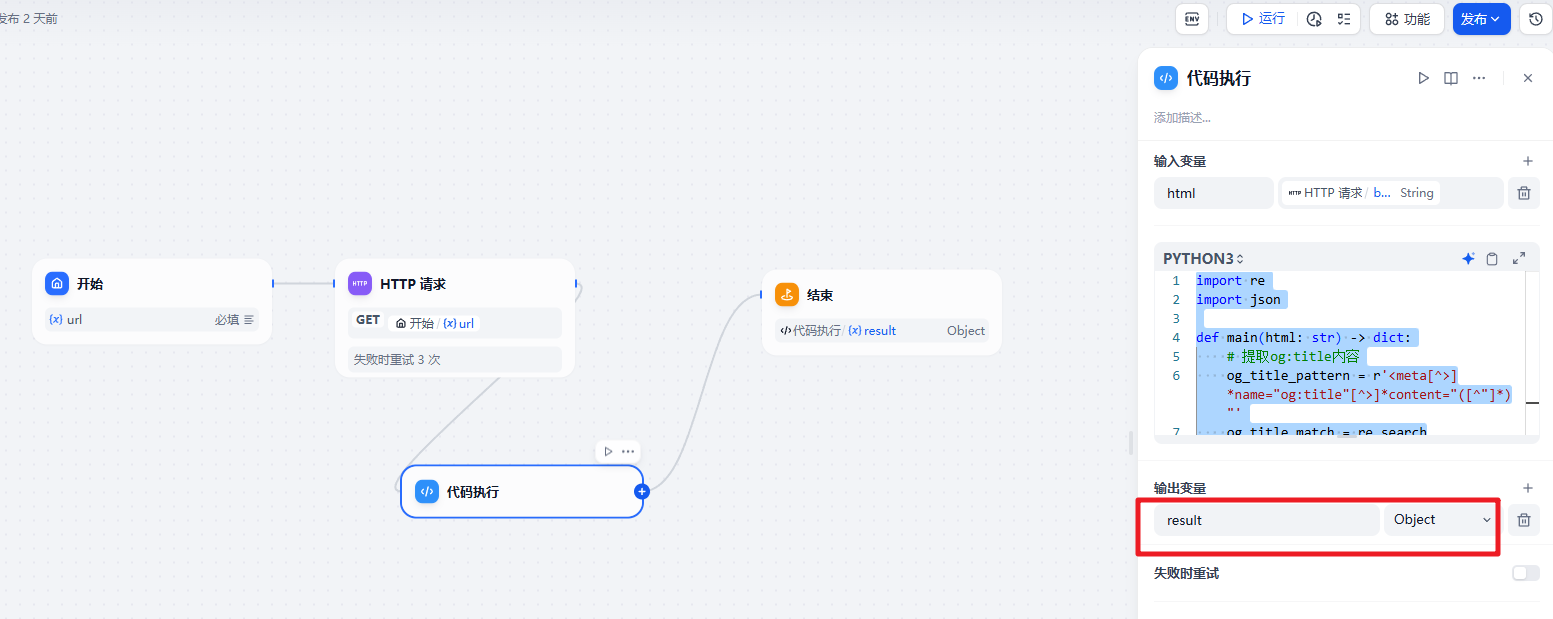 发布 2 天前
ENV
运行
功能
发布
代码执行
添加描述...
输入变量
html
HTTP HTTP 请求 / b... String
PYTHON3
1 import re
2 import json
3
4 def main(html: str) -> dict:
5 # 提取og:title内容
6 og_title_pattern = r'<meta[^>]
*name="og:title"[^>]*content="([^"]*)
"'
7 og_title_match = re.search
输出变量
result Object
失败时重试
开始
{x} url 必填
HTTP HTTP 请求
GET 开始 / {x} url
失败时重试 3 次
代码执行
结束
代码执行 / {x} result Object